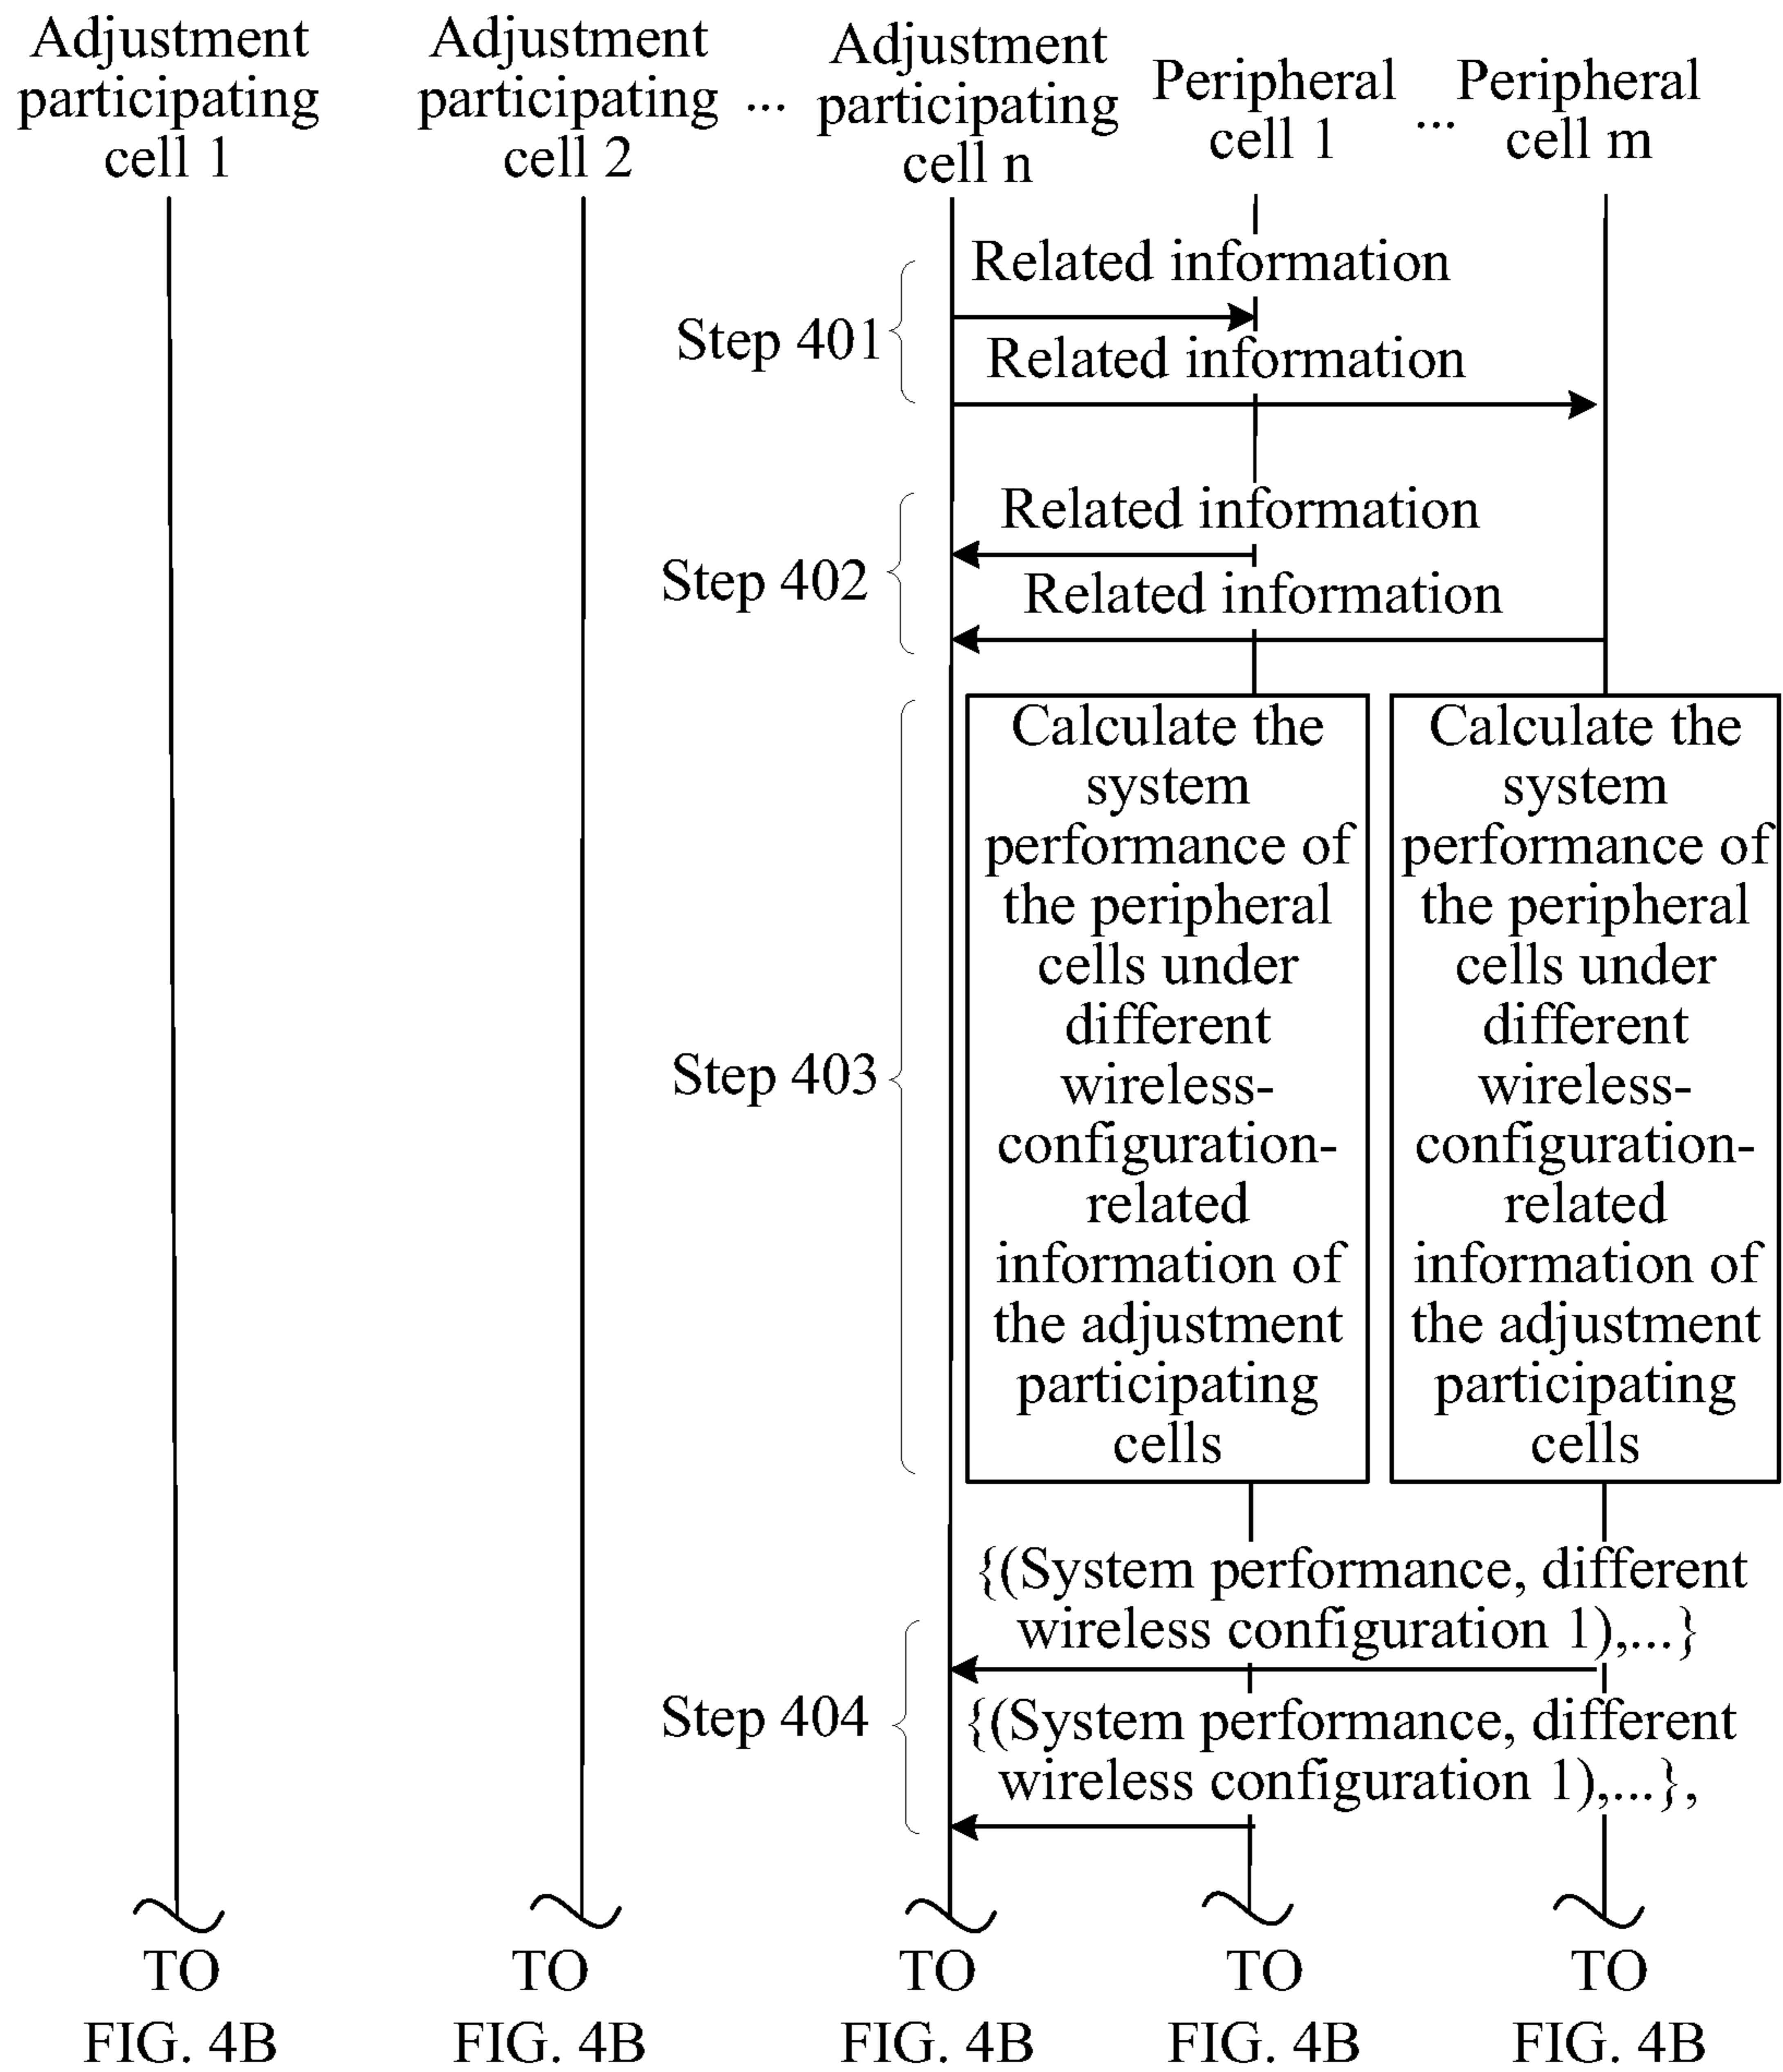 Adjustment
participating
cell 1
Adjustment
participating
cell 2
...
Adjustment
participating
cell n
Peripheral
cell 1
...
Peripheral
cell m
Related information
Step 401
Related information
Related information
Step 402
Related information
Step 403
Calculate the
system
performance of
the peripheral
cells under
different
wireless-
configuration-
related
information of
the adjustment
participating
cells
Calculate the
system
performance of
the peripheral
cells under
different
wireless-
configuration-
related
information of
the adjustment
participating
cells
{(System performance, different
wireless configuration 1),...}
Step 404
{(System performance, different
wireless configuration 1),...},
TO
FIG. 4B
TO
FIG. 4B
TO
FIG. 4B
TO
FIG. 4B
TO
FIG. 4B